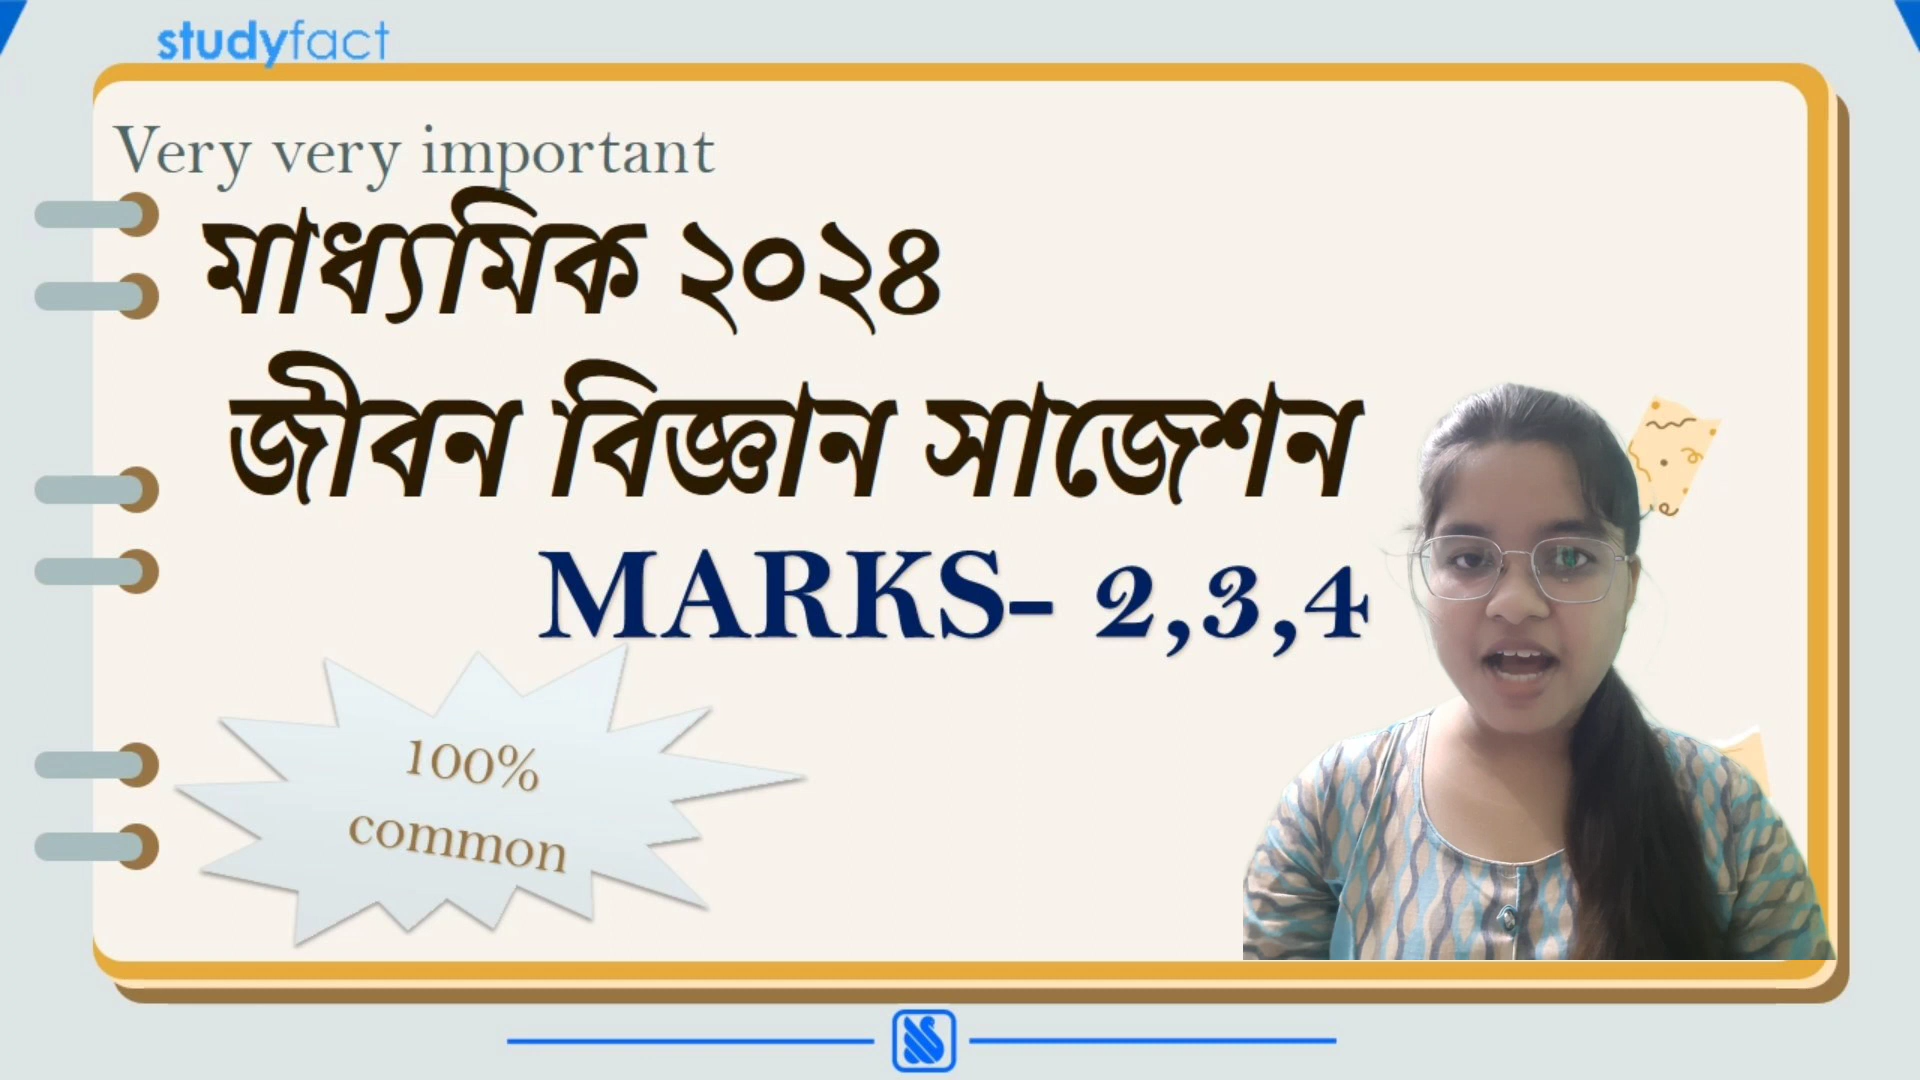 studyfact
Very very important
মাধ্যমিক ২০২৪
জীবন বিজ্ঞান সাজেশন
MARKS- 2,3,4
100%
common